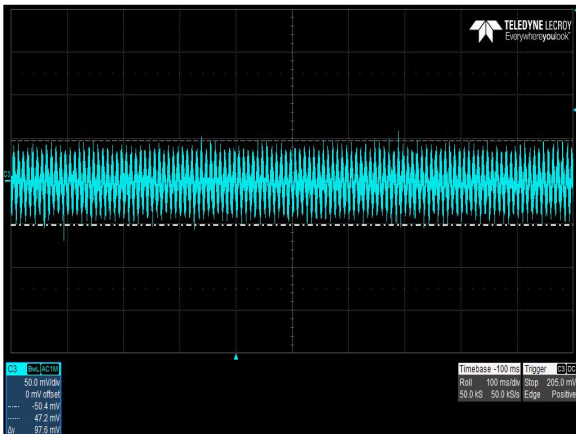 TELEDYNE LECROY
Everywhereyoulook™
C1
C3 BwL AC1M
50.0 mV/div
0 mV offset
-50.4 mV
47.2 mV
Δy 97.6 mV
Timebase -100 ms
Roll 100 ms/div
50.0 kS 50.0 kS/s
Trigger C3 DC
Stop 205.0 mV
Edge Positive